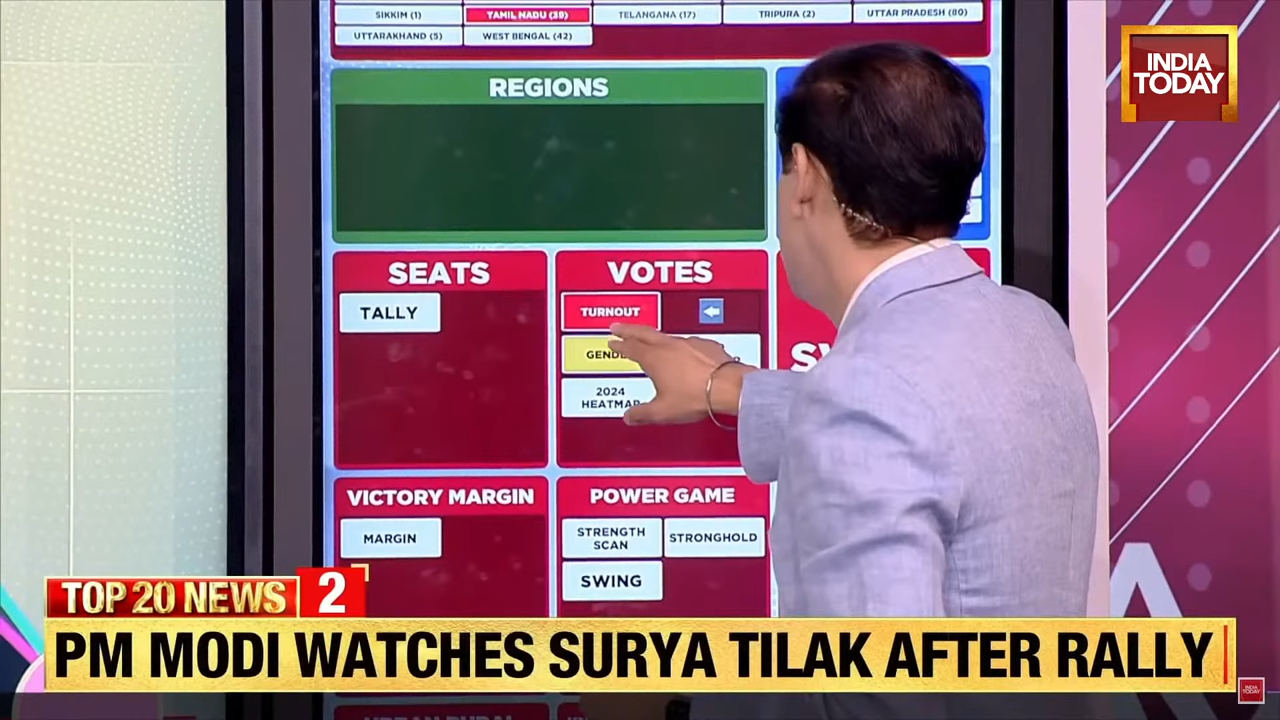 SIKKIM (1)
TAMIL NADU (39)
TELANGANA (17)
TRIPURA (2)
UTTAR PRADESH (80)
UTTARAKHAND (5)
WEST BENGAL (42)
INDIA
TODAY
REGIONS
SEATS
TALLY
VOTES
TURNOUT
2024
VICTORY MARGIN
MARGIN
POWER GAME
STRENGTH
SCAN
STRONGHOLD
SWING
TOP 20 NEWS
2
PM MODI WATCHES SURYA TILAK AFTER RALLY
INDIA
TODAY